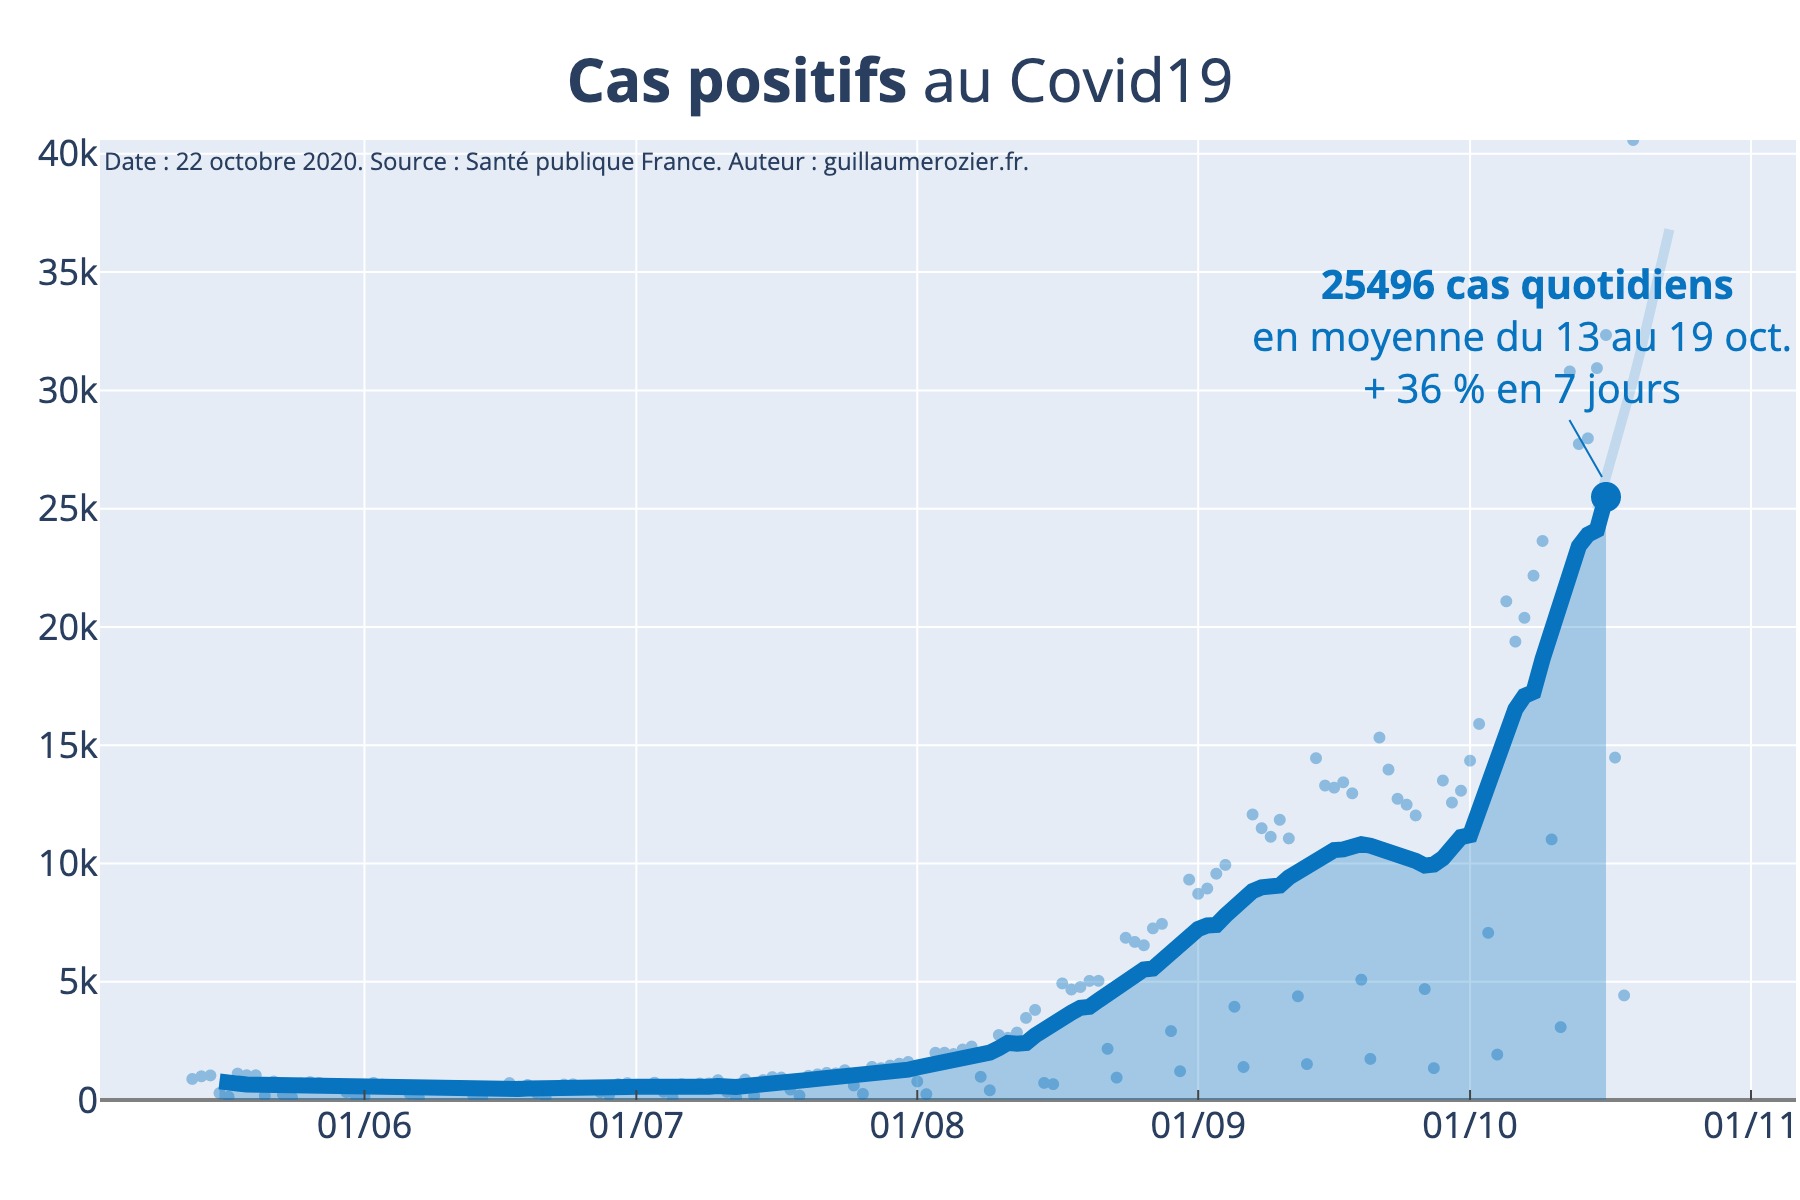 Cas positifs au Covid19
40k
Date : 22 octobre 2020. Source : Santé publique France. Auteur : guillaumerozier.fr.
35k
25496 cas quotidiens
en moyenne du 13 au 19 oct.
+ 36 % en 7 jours
30k
25k
20k
15k
10k
5k
0
01/06 01/07 01/08 01/09 01/10 01/11